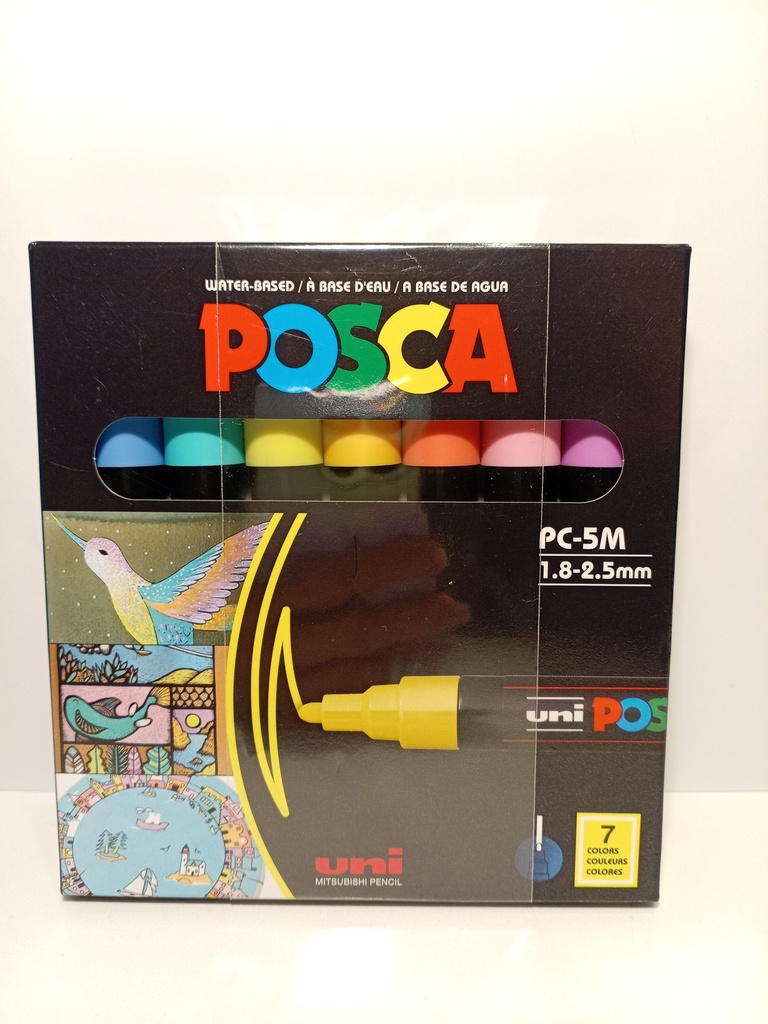 WATER-BASED / À BASE D'EAU / A BASE DE AGUA
POSCA
PC-5M
1.8-2.5mm
uni POS
uni
MITSUBISHI PENCIL
7
COLORS
COULEURS
COLORES